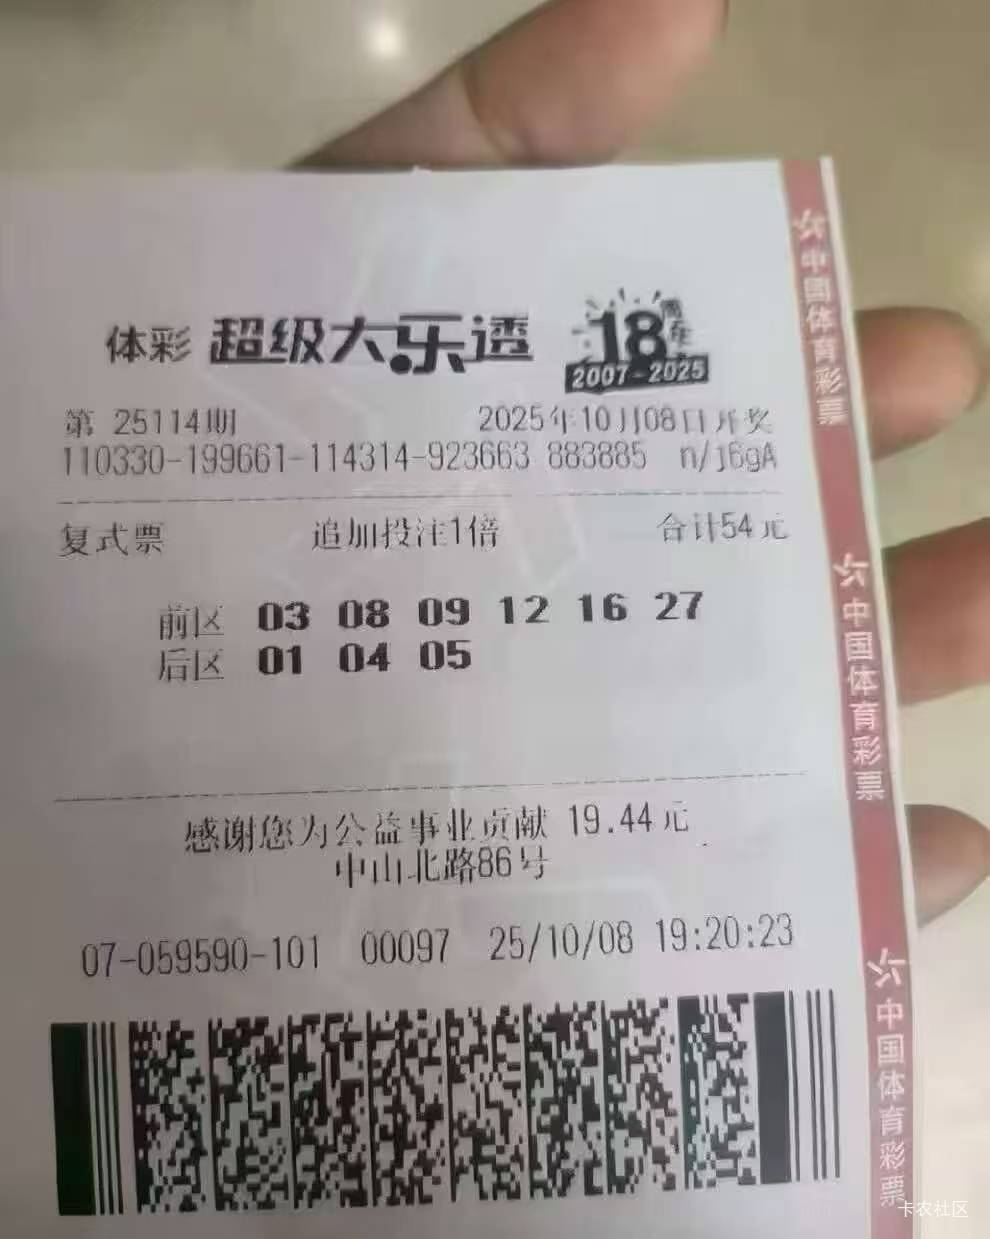 体彩 超级大乐透 18周年 2007-2025
第 25114期 2025年10月08日开奖
110330-199661-114314-923663 883885 n/j6gA
复式票 追加投注1倍 合计54元
前区 03 08 09 12 16 27
后区 01 04 05
感谢您为公益事业贡献 19.44元
中山北路86号
07-059590-101 00097 25/10/08 19:20:23
中国体育彩票
中国体育彩票
中国体育彩票
卡农社区